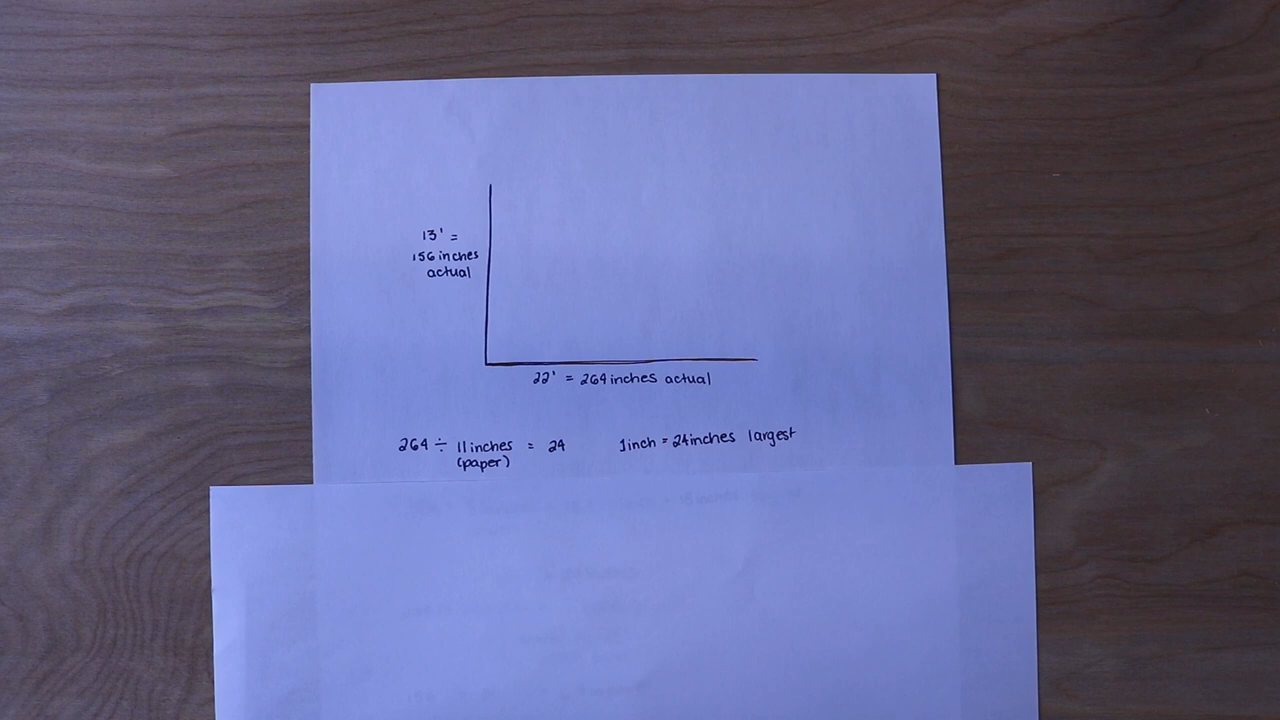 13' =
156 inches
actual
22' = 264 inches actual
264 ÷ 11 inches = 24
(paper)
1 inch = 24 inches largest